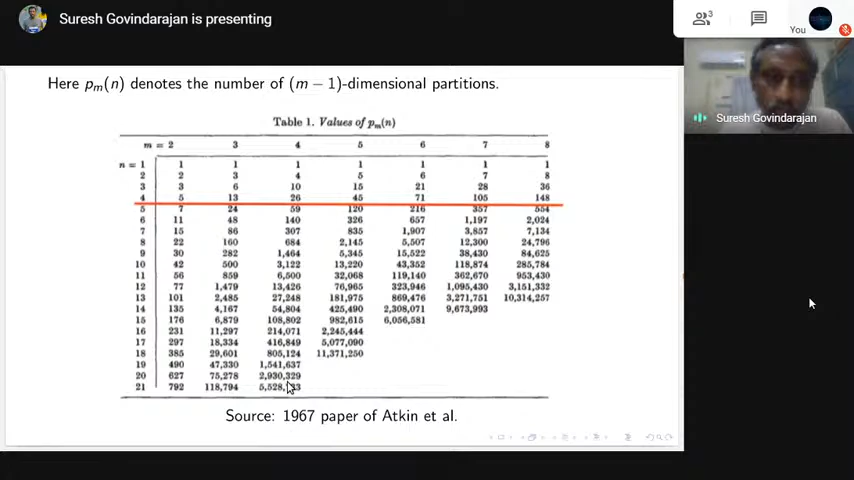 Suresh Govindarajan is presenting
3
You
Suresh Govindarajan
Here pm(n) denotes the number of (m − 1)-dimensional partitions.
Table 1. Values of pm(n)
m = 2 3 4 5 6 7 8
n = 1 1 1 1 1 1 1 1
2 2 3 4 5 6 7 8
3 3 6 10 15 21 28 36
4 5 13 26 45 71 105 148
5 7 24 59 120 216 357 554
6 11 48 140 326 657 1,197 2,024
7 15 86 307 835 1,907 3,857 7,134
8 22 160 684 2,145 5,507 12,300 24,796
9 30 282 1,464 5,345 15,522 38,430 84,625
10 42 500 3,122 13,220 43,352 118,874 285,784
11 56 859 6,500 32,068 119,140 362,670 953,430
12 77 1,479 13,426 76,965 323,946 1,095,430 3,151,332
13 101 2,485 27,248 181,975 869,476 3,271,751 10,314,257
14 135 4,167 54,804 425,490 2,308,071 9,673,993
15 176 6,879 108,802 982,615 6,056,581
16 231 11,297 214,071 2,245,444
17 297 18,334 416,849 5,077,090
18 385 29,601 805,124 11,371,250
19 490 47,330 1,541,637
20 627 75,278 2,930,329
21 792 118,794
Source: 1967 paper of Atkin et al.